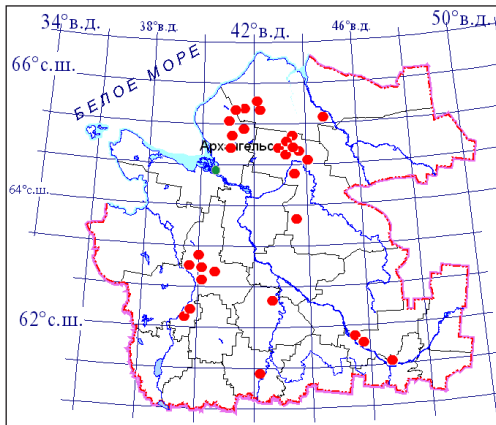 34°в.д.
38°в.д.
42°в.д.
46°в.д.
50°в.д.
66°с.ш.
БЕЛОЕ МОРЕ
Архангельск
64°с.ш.
62°с.ш.